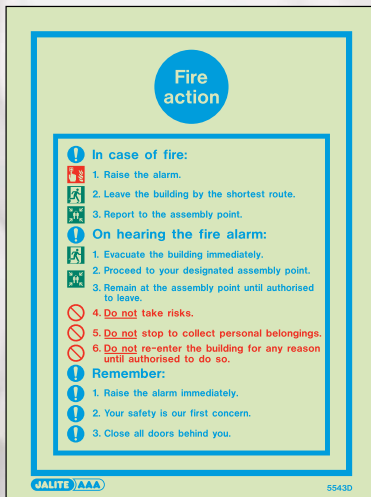 Fire
action
In case of fire:
1. Raise the alarm.
2. Leave the building by the shortest route.
3. Report to the assembly point.
On hearing the fire alarm:
1. Evacuate the building immediately.
2. Proceed to your designated assembly point.
3. Remain at the assembly point until authorised
to leave.
4. Do not take risks.
5. Do not stop to collect personal belongings.
6. Do not re-enter the building for any reason
until authorised to do so.
Remember:
1. Raise the alarm immediately.
2. Your safety is our first concern.
3. Close all doors behind you.
JALITE AAA
5543D